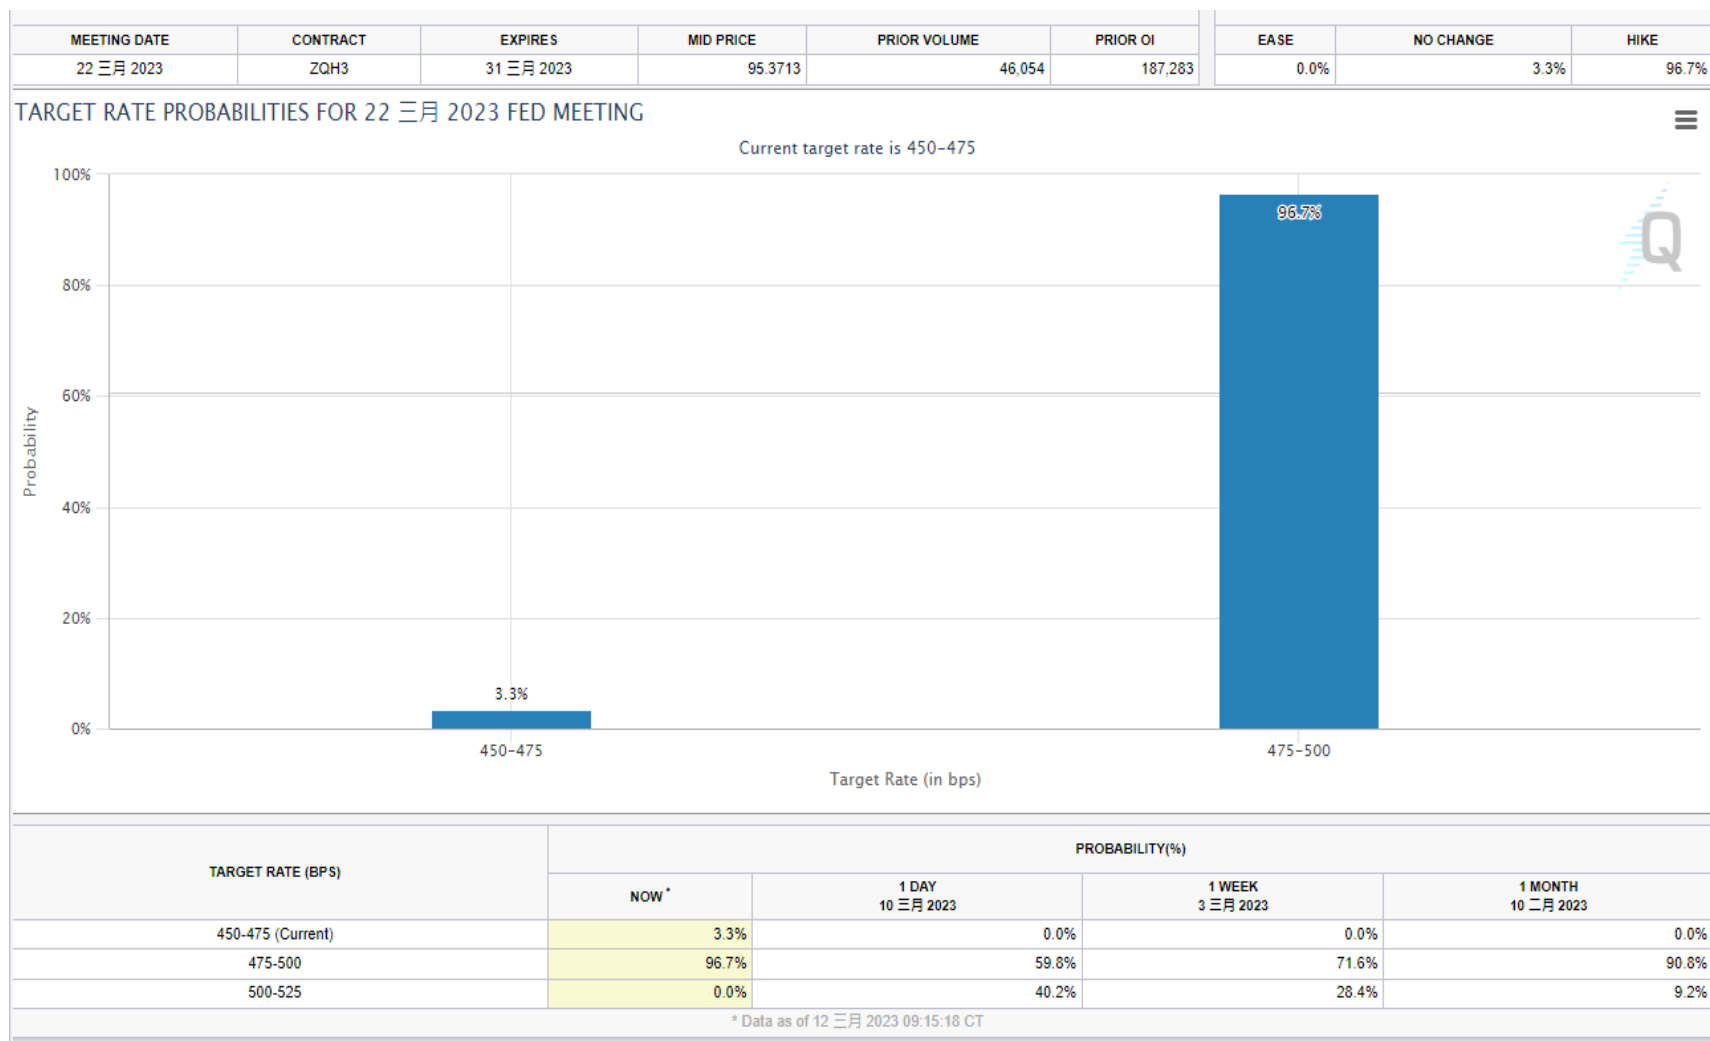 MEETING DATE CONTRACT EXPIRES MID PRICE PRIOR VOLUME PRIOR OI EASE NO CHANGE HIKE
22 三月 2023 ZQH3 31 三月 2023 95.3713 46,054 187,283 0.0% 3.3% 96.7%
TARGET RATE PROBABILITIES FOR 22 三月 2023 FED MEETING
Current target rate is 450-475
100%
96.7%
Q
80%
60%
Probability
40%
20%
3.3%
0%
450-475 475-500
Target Rate (in bps)
TARGET RATE (BPS) PROBABILITY(%)
NOW * 1 DAY 1 WEEK 1 MONTH
10 三月 2023 3 三月 2023 10 二月 2023
450-475 (Current) 3.3% 0.0% 0.0% 0.0%
475-500 96.7% 59.8% 71.6% 90.8%
500-525 0.0% 40.2% 28.4% 9.2%
* Data as of 12 三月 2023 09:15:18 CT